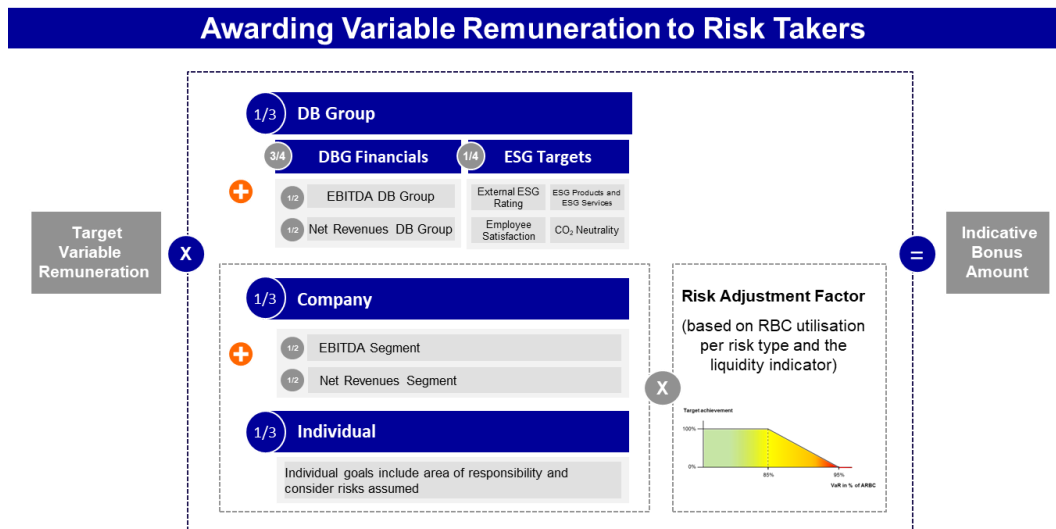 Awarding Variable Remuneration to Risk Takers
1/3 DB Group
3/4 DBG Financials
1/4 ESG Targets
1/2 EBITDA DB Group
1/2 Net Revenues DB Group
External ESG
Rating
ESG Products and
ESG Services
Employee
Satisfaction
CO₂ Neutrality
Target
Variable
Remuneration
X
=
Indicative
Bonus
Amount
1/3 Company
1/2 EBITDA Segment
1/2 Net Revenues Segment
1/3 Individual
Individual goals include area of responsibility and
consider risks assumed
X
Risk Adjustment Factor
(based on RBC utilisation
per risk type and the
liquidity indicator)
Target achievement
100%
0%
85%
95%
VaR in % of ARBC